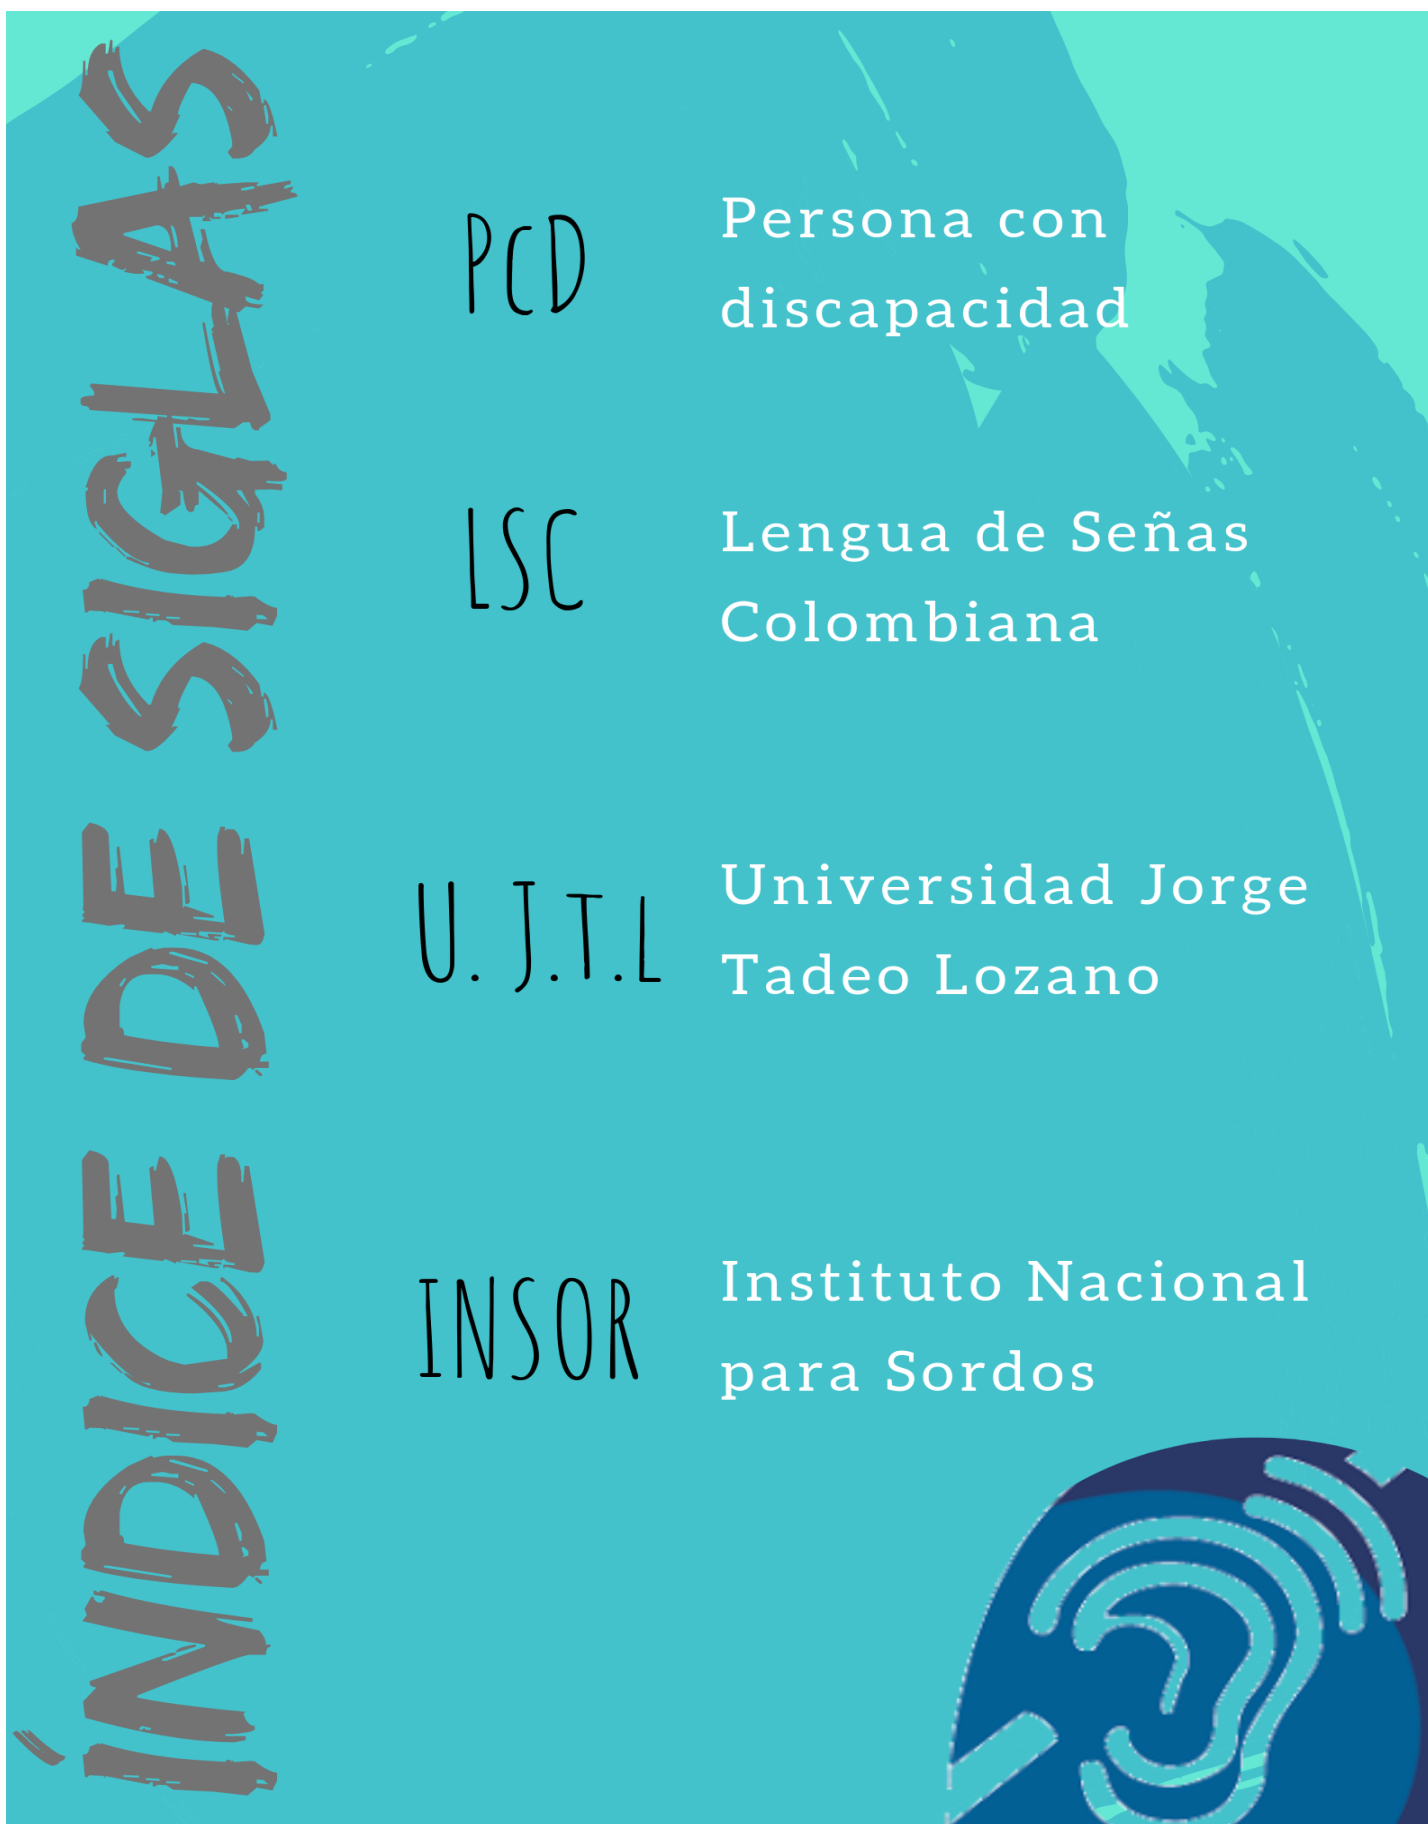 ÍNDICE DE SIGLAS
PcD
Persona con
discapacidad
LSC
Lengua de Señas
Colombiana
U. J.T.L
Universidad Jorge
Tadeo Lozano
INSOR
Instituto Nacional
para Sordos